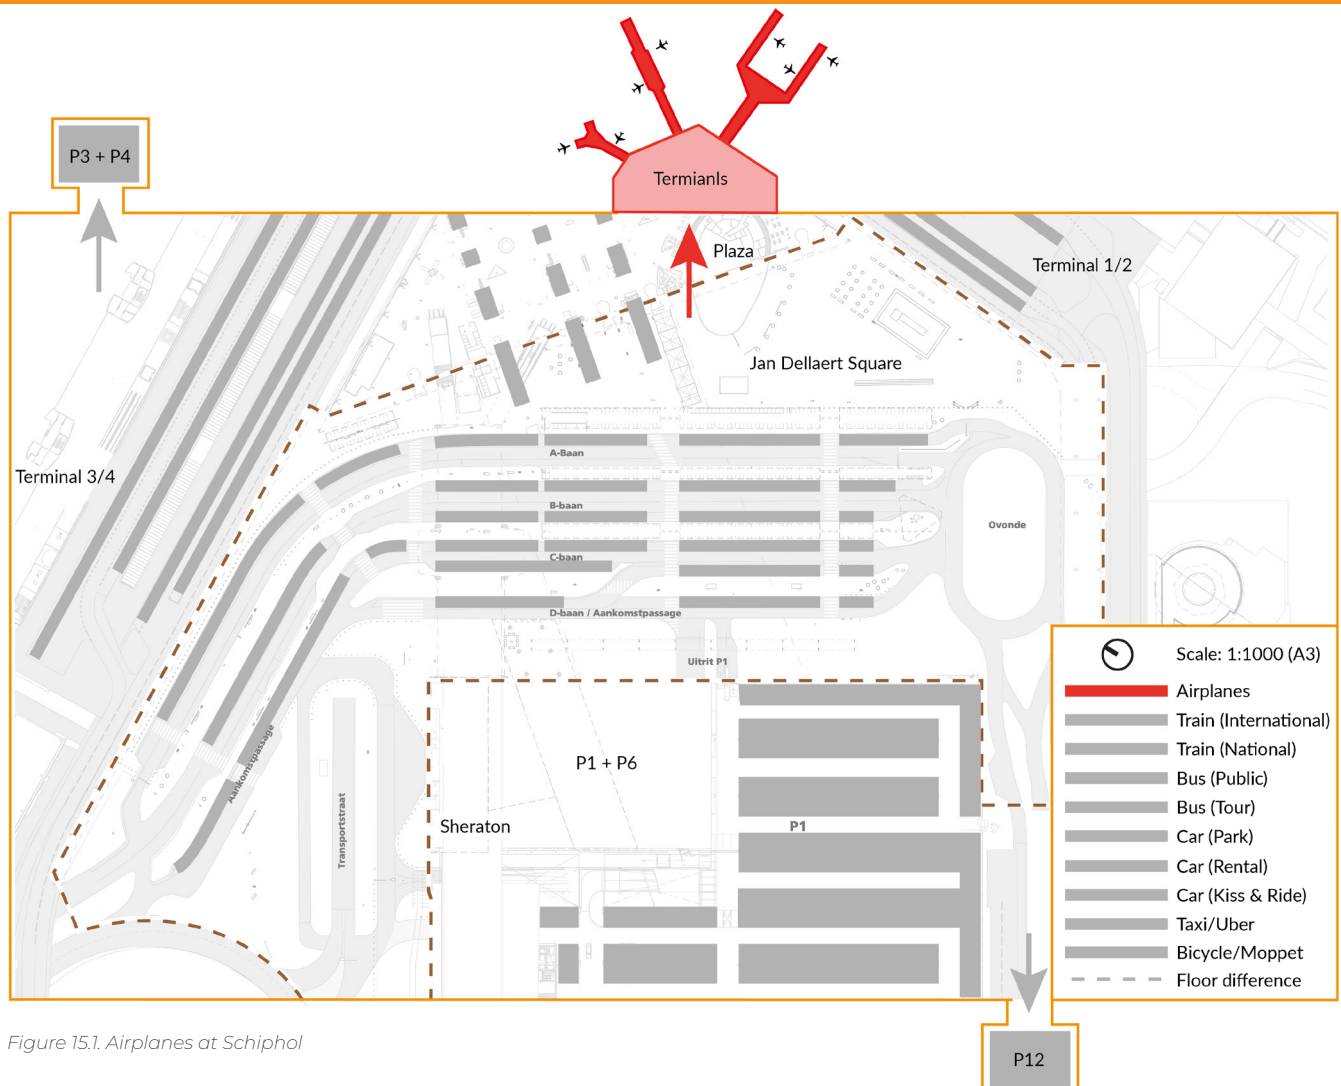 P3 + P4
Termianls
Plaza
Terminal 1/2
Jan Dellaert Square
Terminal 3/4
A-Baan
B-baan
Ovonde
C-baan
D-baan / Aankomstpassage
Uitrit P1
Scale: 1:1000 (A3)
Airplanes
Train (International)
Train (National)
Bus (Public)
Bus (Tour)
Car (Park)
Car (Rental)
Car (Kiss & Ride)
Taxi/Uber
Bicycle/Moppet
Floor difference
Aankomstpassage
P1 + P6
Sheraton
P1
Transportstraat
P12
Figure 15.1. Airplanes at Schiphol